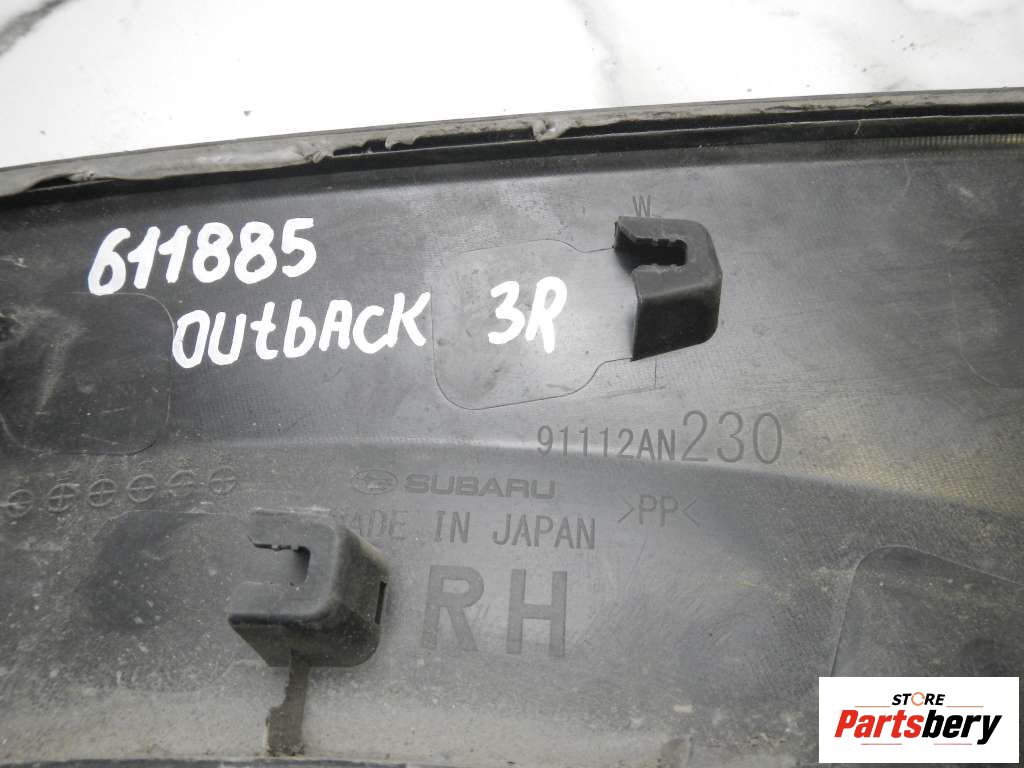 W
611885
OUtbACK 3R
91112AN230
SUBARU
>PP<
MADE IN JAPAN
RH
STORE
Partsbery